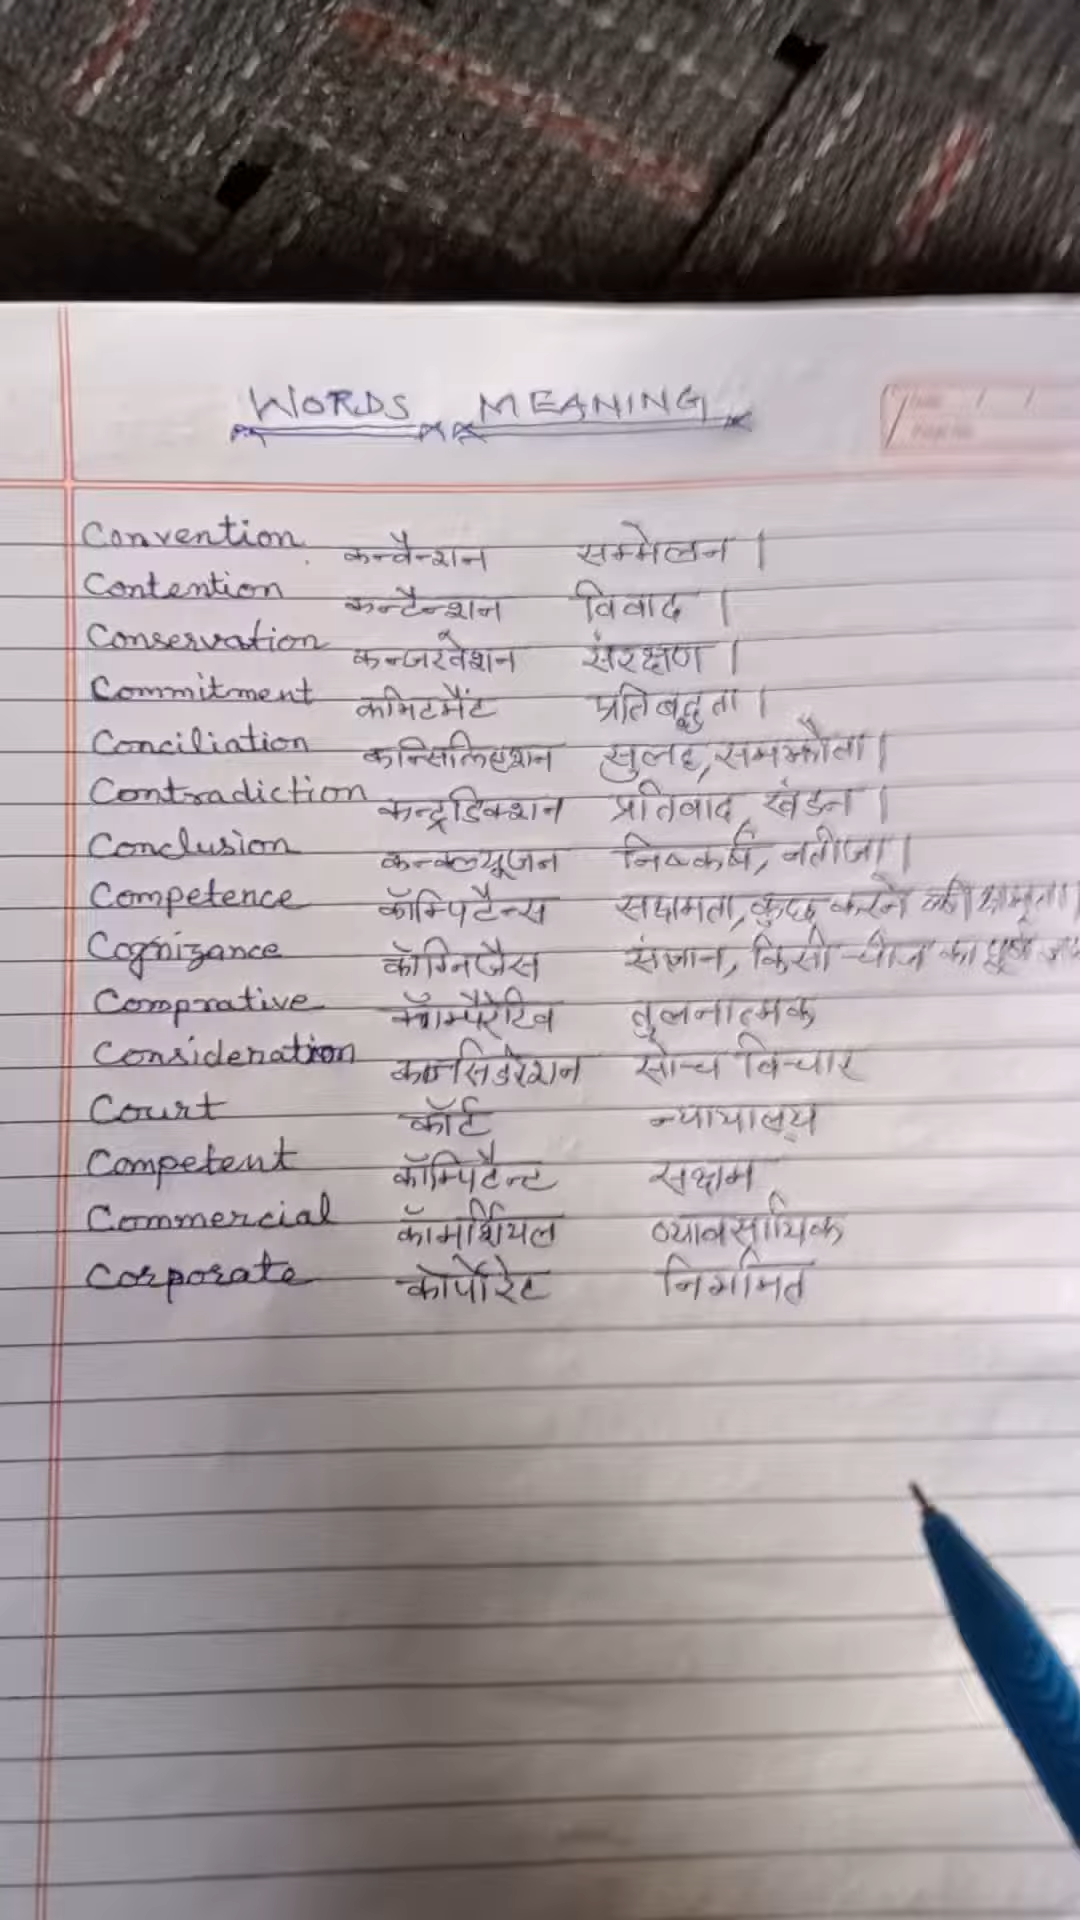 WORDS MEANING
Convention कन्वैन्शन सम्मेलन ।
Contention कन्टैन्शन विवाद ।
Conservation कन्जरवेशन संरक्षण ।
Commitment कमिटमैंट प्रतिबद्धता ।
Conciliation कन्सिलिएशन सुलह, समझौता ।
Contradiction कन्ट्रडिक्शन प्रतिवाद, खंडन ।
Conclusion कन्क्ल्यूजन निष्कर्ष, नतीजा ।
Competence कॉम्पिटैन्स सक्षमता, कुछ करने की क्षमता ।
Cognizance कॉग्निजैंस संज्ञान, किसी चीज का पूर्ण
Comprative कॉम्पैरेटिव तुलनात्मक
Consideration कान्सिडरेशन सोच विचार
Court कॉर्ट न्यायालय
Competent कॉम्पिटैन्ट सक्षम
Commercial कॉमर्शियल व्यावसायिक
Corporate कॉर्पोरेट निगमित